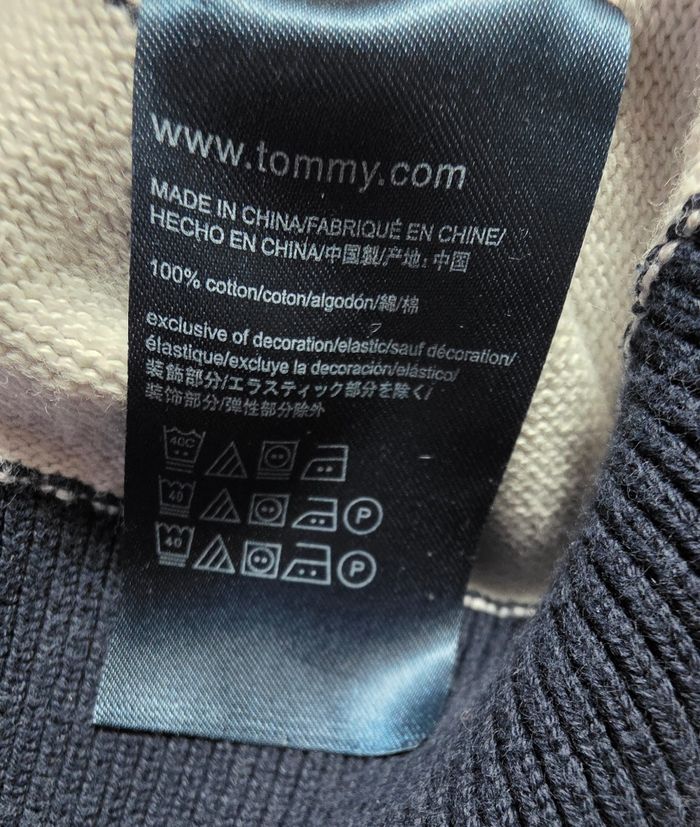 www.tommy.com
MADE IN CHINA/FABRIQUÉ EN CHINE/
HECHO EN CHINA/中国製/产地: 中国
100% cotton/coton/algodón/綿/棉
exclusive of decoration/elastic/sauf décoration/
élastique/excluye la decoración/elástico/
装飾部分/エラスティック部分を除く/
装饰部分/弹性部分除外
40C
40 P
40 P